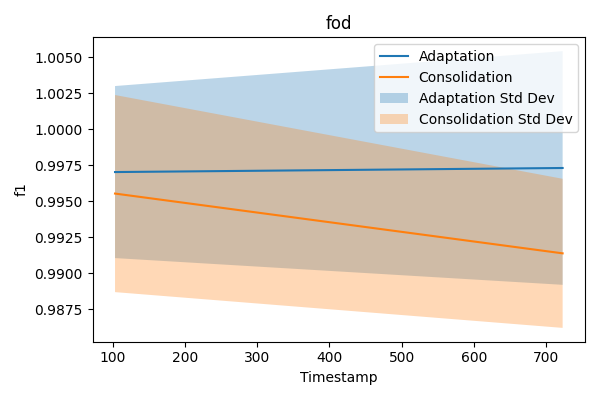 fod
1.0050
1.0025
1.0000
0.9975
0.9950
0.9925
0.9900
0.9875
f1
Adaptation
Consolidation
Adaptation Std Dev
Consolidation Std Dev
100
200
300
400
500
600
700
Timestamp